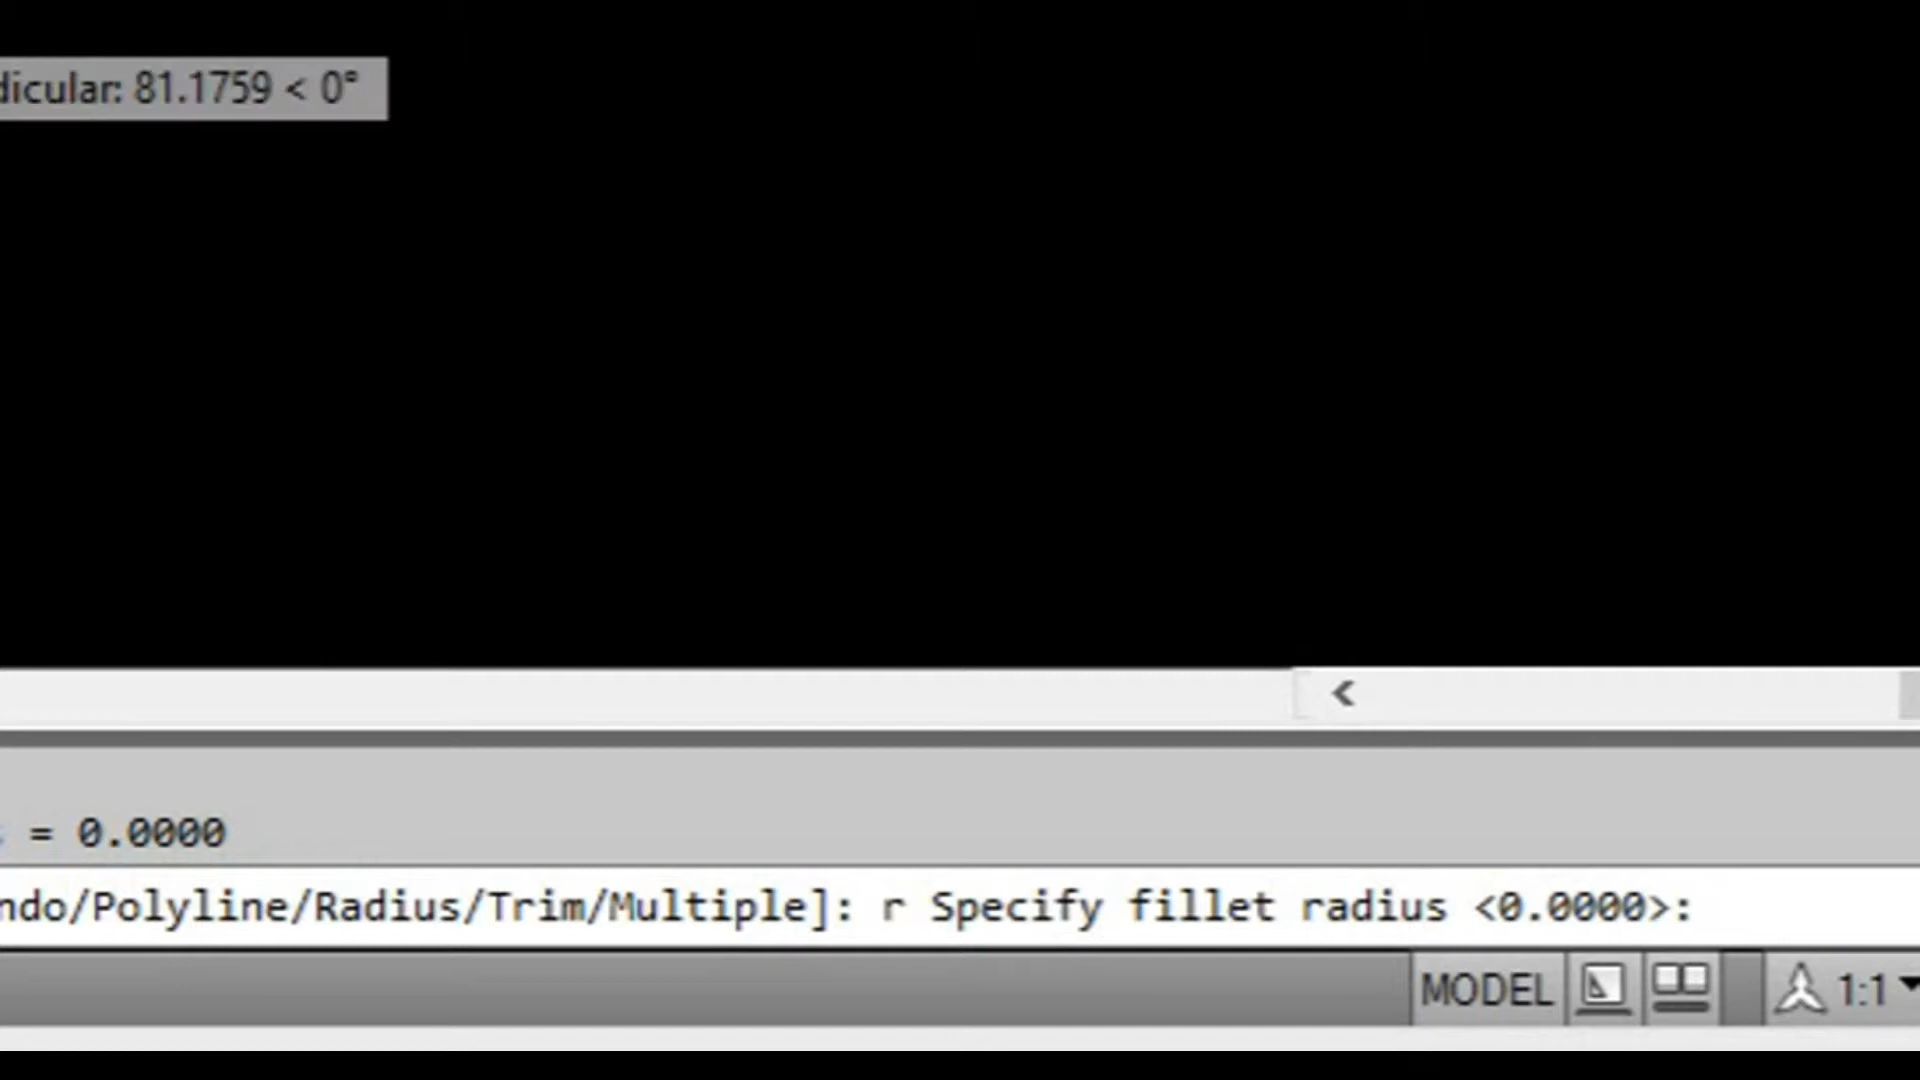 dicular: 81.1759 < 0°
= 0.0000
ndo/Polyline/Radius/Trim/Multiple]: r Specify fillet radius <0.0000>:
MODEL 1:1